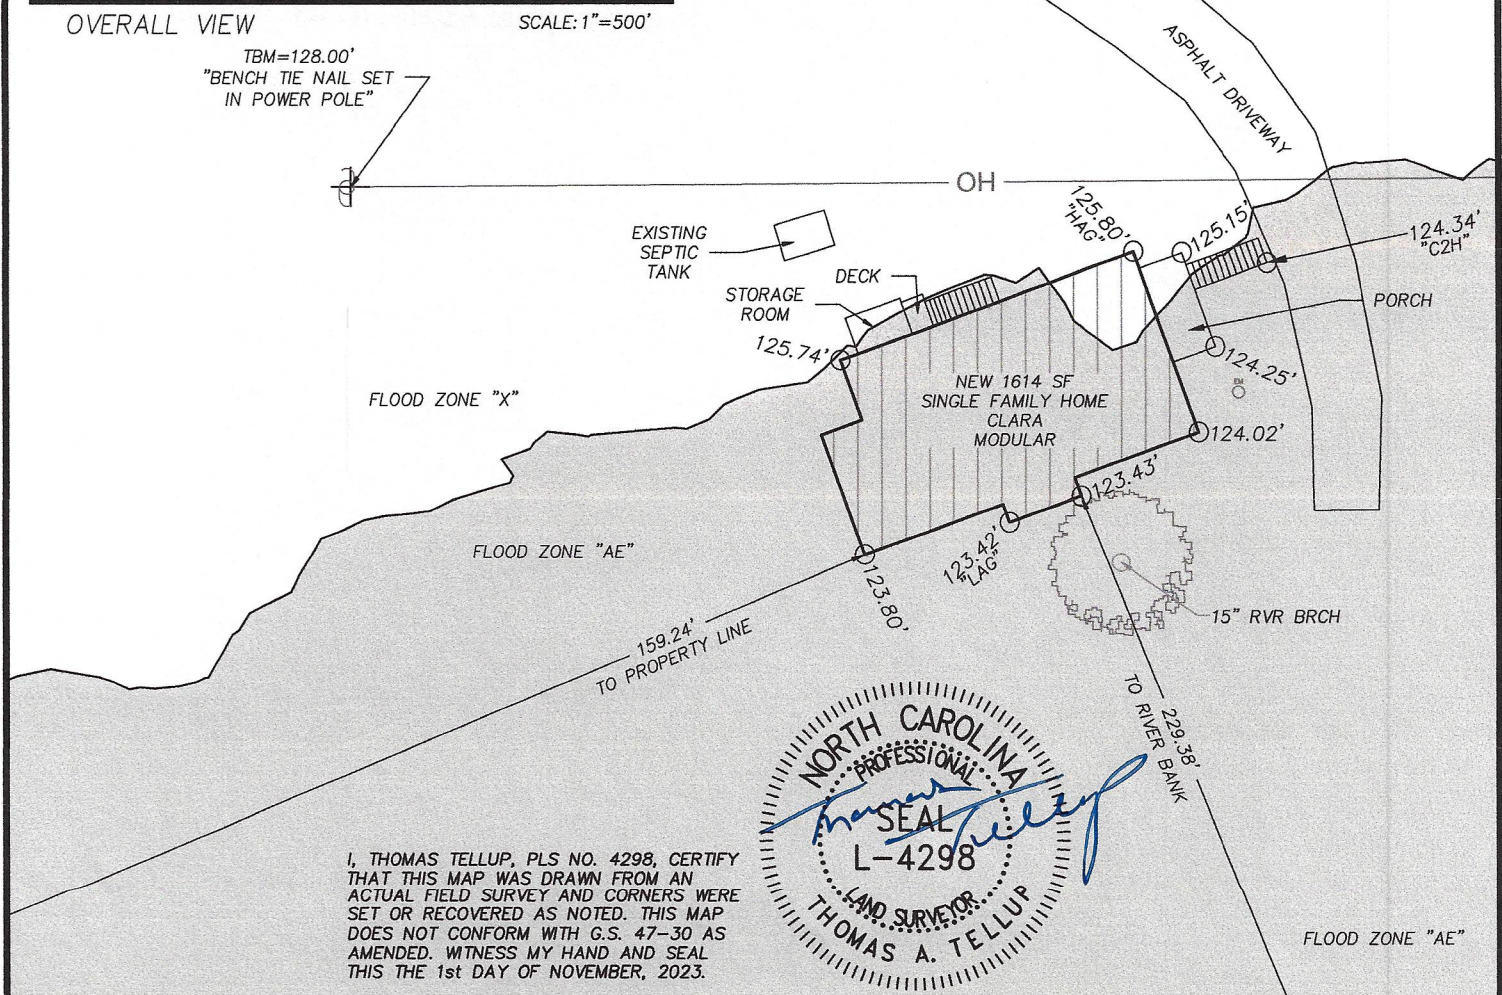 OVERALL VIEW
SCALE: 1"=500'
TBM=128.00'
"BENCH TIE NAIL SET
IN POWER POLE"
ASPHALT DRIVEWAY
OH
125.80'
"HAG"
125.15'
124.34'
"C2H"
EXISTING
SEPTIC
TANK
DECK
STORAGE
ROOM
PORCH
125.74'
124.25'
EM
FLOOD ZONE "X"
NEW 1614 SF
SINGLE FAMILY HOME
CLARA
MODULAR
124.02'
123.43'
123.42'
"LAG"
FLOOD ZONE "AE"
123.80'
15" RVR BRCH
159.24'
TO PROPERTY LINE
229.38'
TO RIVER BANK
NORTH CAROLINA
PROFESSIONAL
SEAL
L-4298
LAND SURVEYOR
THOMAS A. TELLUP
Thomas Tellup
I, THOMAS TELLUP, PLS NO. 4298, CERTIFY
THAT THIS MAP WAS DRAWN FROM AN
ACTUAL FIELD SURVEY AND CORNERS WERE
SET OR RECOVERED AS NOTED. THIS MAP
DOES NOT CONFORM WITH G.S. 47-30 AS
AMENDED. WITNESS MY HAND AND SEAL
THIS THE 1st DAY OF NOVEMBER, 2023.
FLOOD ZONE "AE"